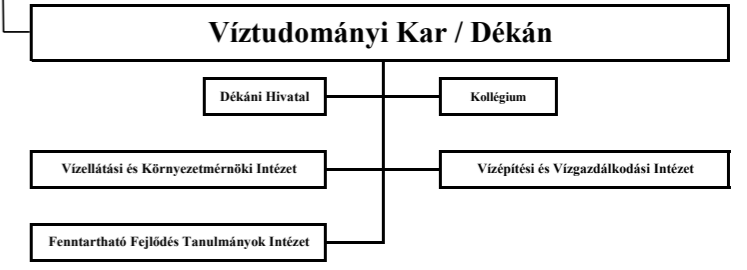 Víztudományi Kar / Dékán
Dékáni Hivatal
Kollégium
Vízellátási és Környezetmérnöki Intézet
Vízépítési és Vízgazdálkodási Intézet
Fenntartható Fejlődés Tanulmányok Intézet